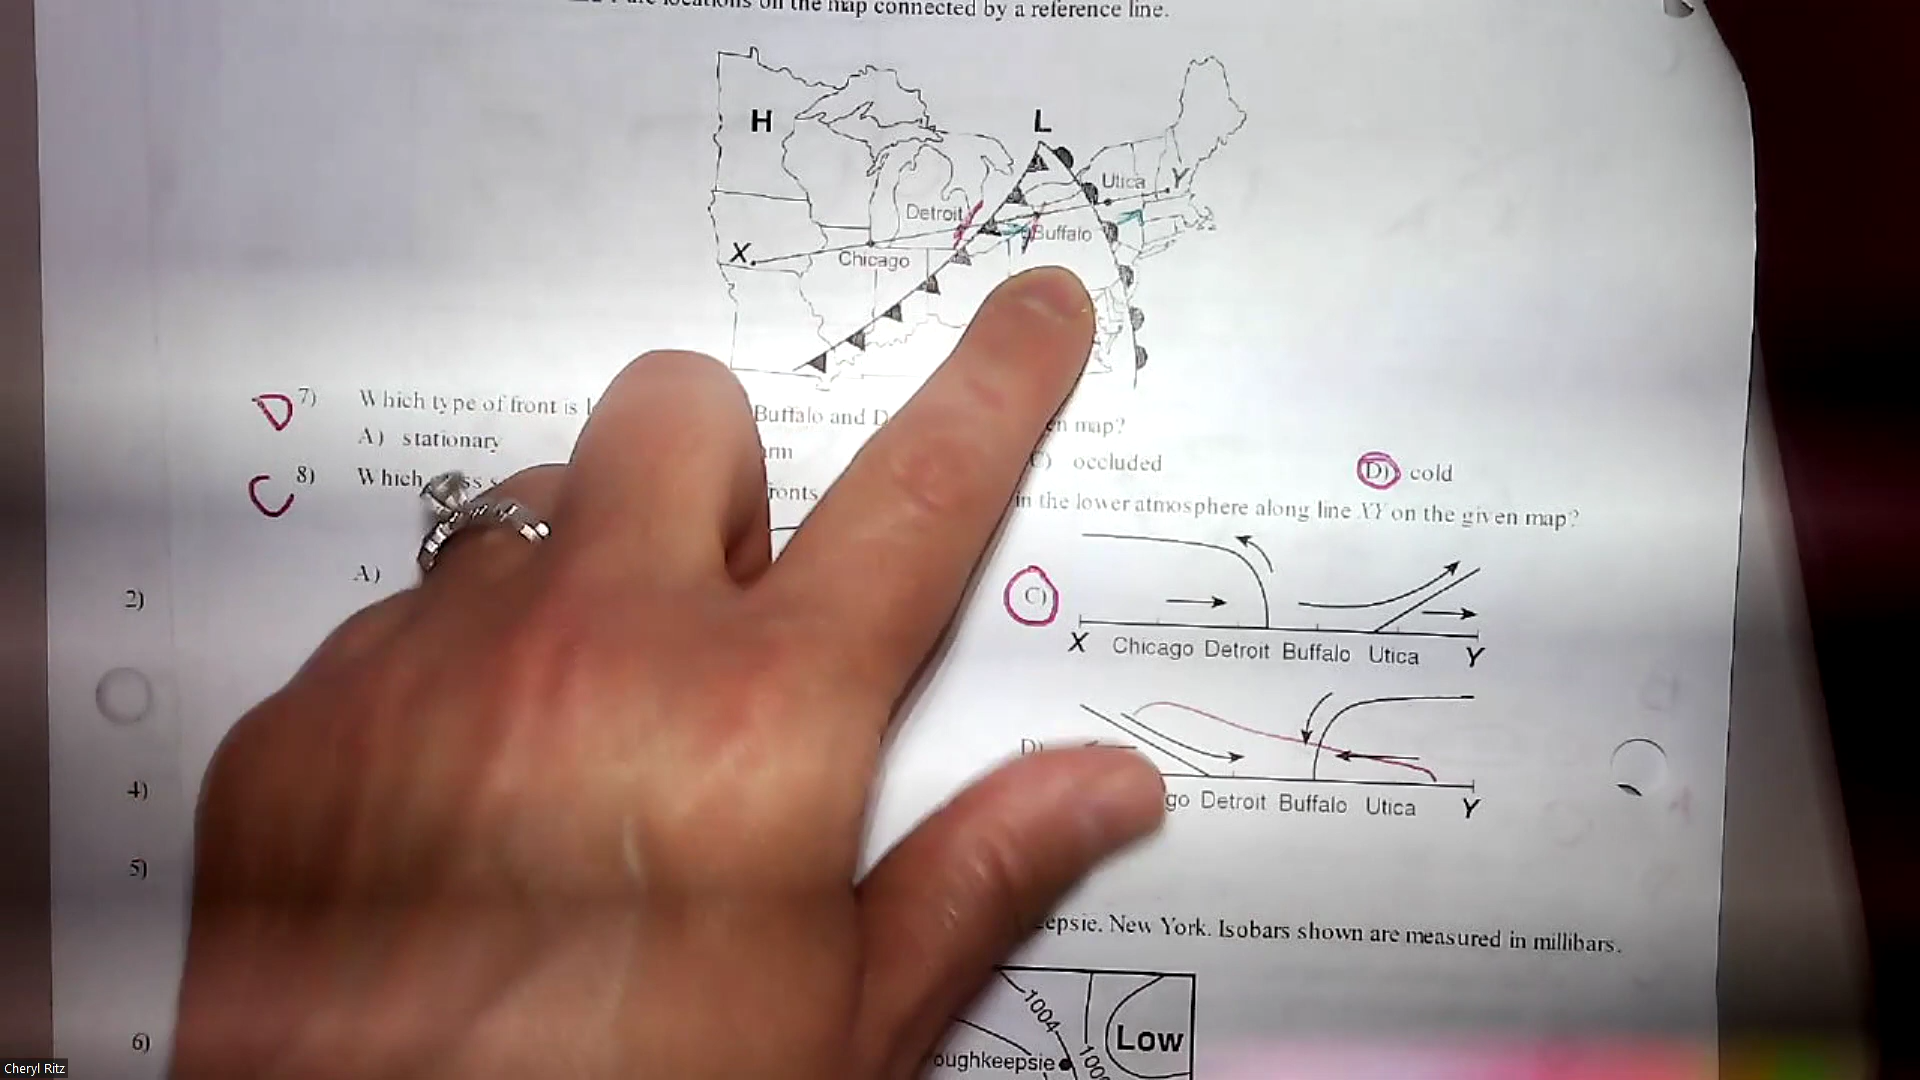 locations on the map connected by a reference line.
H
L
Utica
Y
Detroit
Buffalo
X
Chicago
D 7) Which type of front is Buffalo and D map?
A) stationary C) occluded D) cold
C 8) Which in the lower atmosphere along line XY on the given map?
A)
C)
X Chicago Detroit Buffalo Utica Y
D)
go Detroit Buffalo Utica Y
2)
4)
5)
6)
epsie. New York. Isobars shown are measured in millibars.
1004
Low
oughkeepsie
Cheryl Ritz